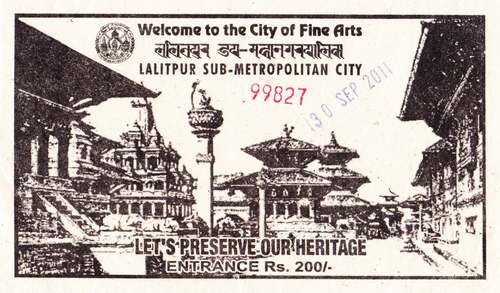 Welcome to the City of Fine Arts
ललितपुर उप-महानगरपालिका
LALITPUR SUB-METROPOLITAN CITY
99827
30 SEP 2011
LET'S PRESERVE OUR HERITAGE
ENTRANCE Rs. 200/-